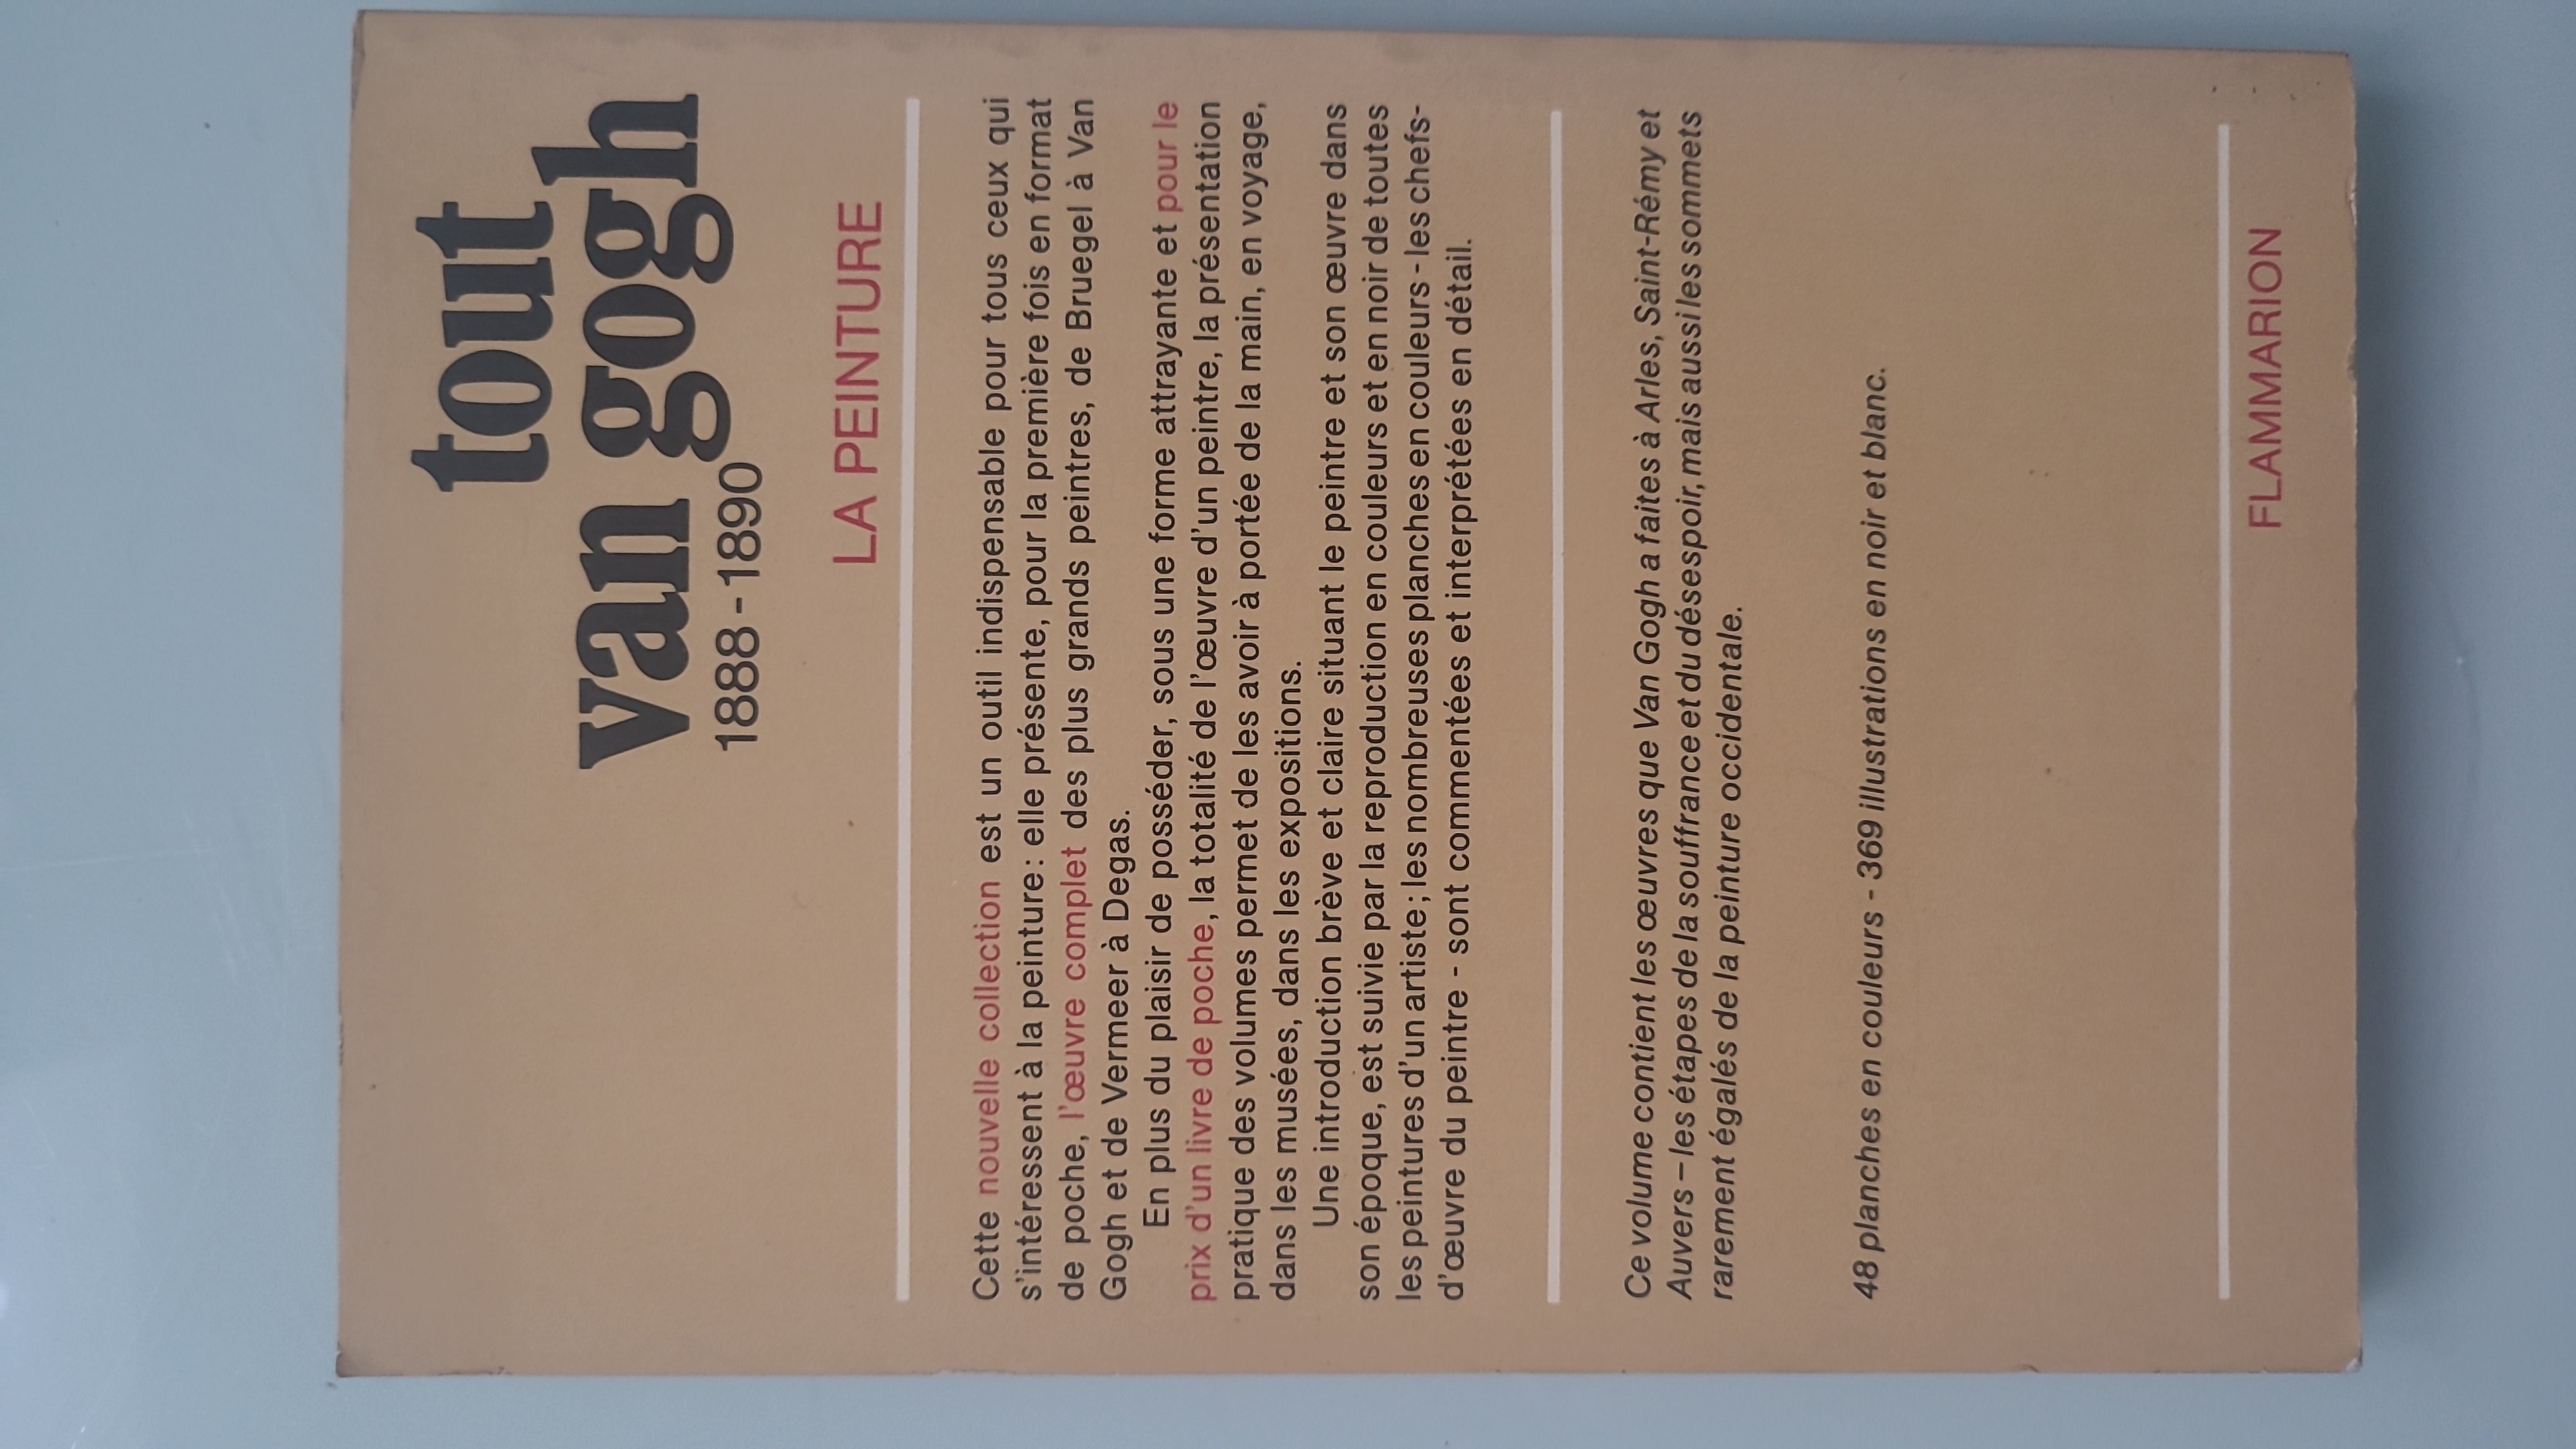 tout
van gogh
1888-1890
LA PEINTURE
Cette nouvelle collection est un outil indispensable pour tous ceux qui
s'intéressent à la peinture: elle présente, pour la première fois en format
de poche, l'œuvre complet des plus grands peintres, de Bruegel à Van
Gogh et de Vermeer à Degas.
En plus du plaisir de posséder, sous une forme attrayante et pour le
prix d'un livre de poche, la totalité de l'œuvre d'un peintre, la présentation
pratique des volumes permet de les avoir à portée de la main, en voyage,
dans les musées, dans les expositions.
Une introduction brève et claire situant le peintre et son œuvre dans
son époque, est suivie par la reproduction en couleurs et en noir de toutes
les peintures d'un artiste; les nombreuses planches en couleurs - les chefs-
d'œuvre du peintre - sont commentées et interprétées en détail.
Ce volume contient les œuvres que Van Gogh a faites à Arles, Saint-Rémy et
Auvers – les étapes de la souffrance et du désespoir, mais aussi les sommets
rarement égalés de la peinture occidentale.
48 planches en couleurs - 369 illustrations en noir et blanc.
FLAMMARION